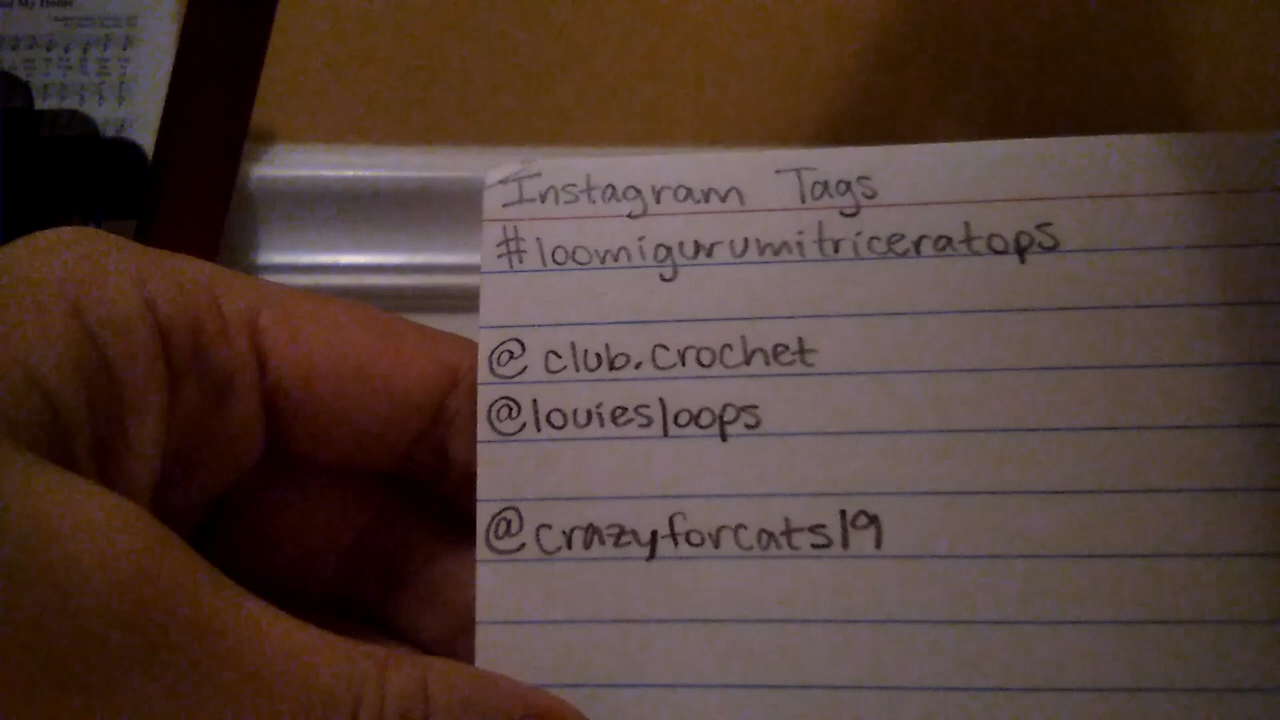 Instagram Tags
#loomigurumitriceratops
@club.crochet
@louiesloops
@crazyforcats19